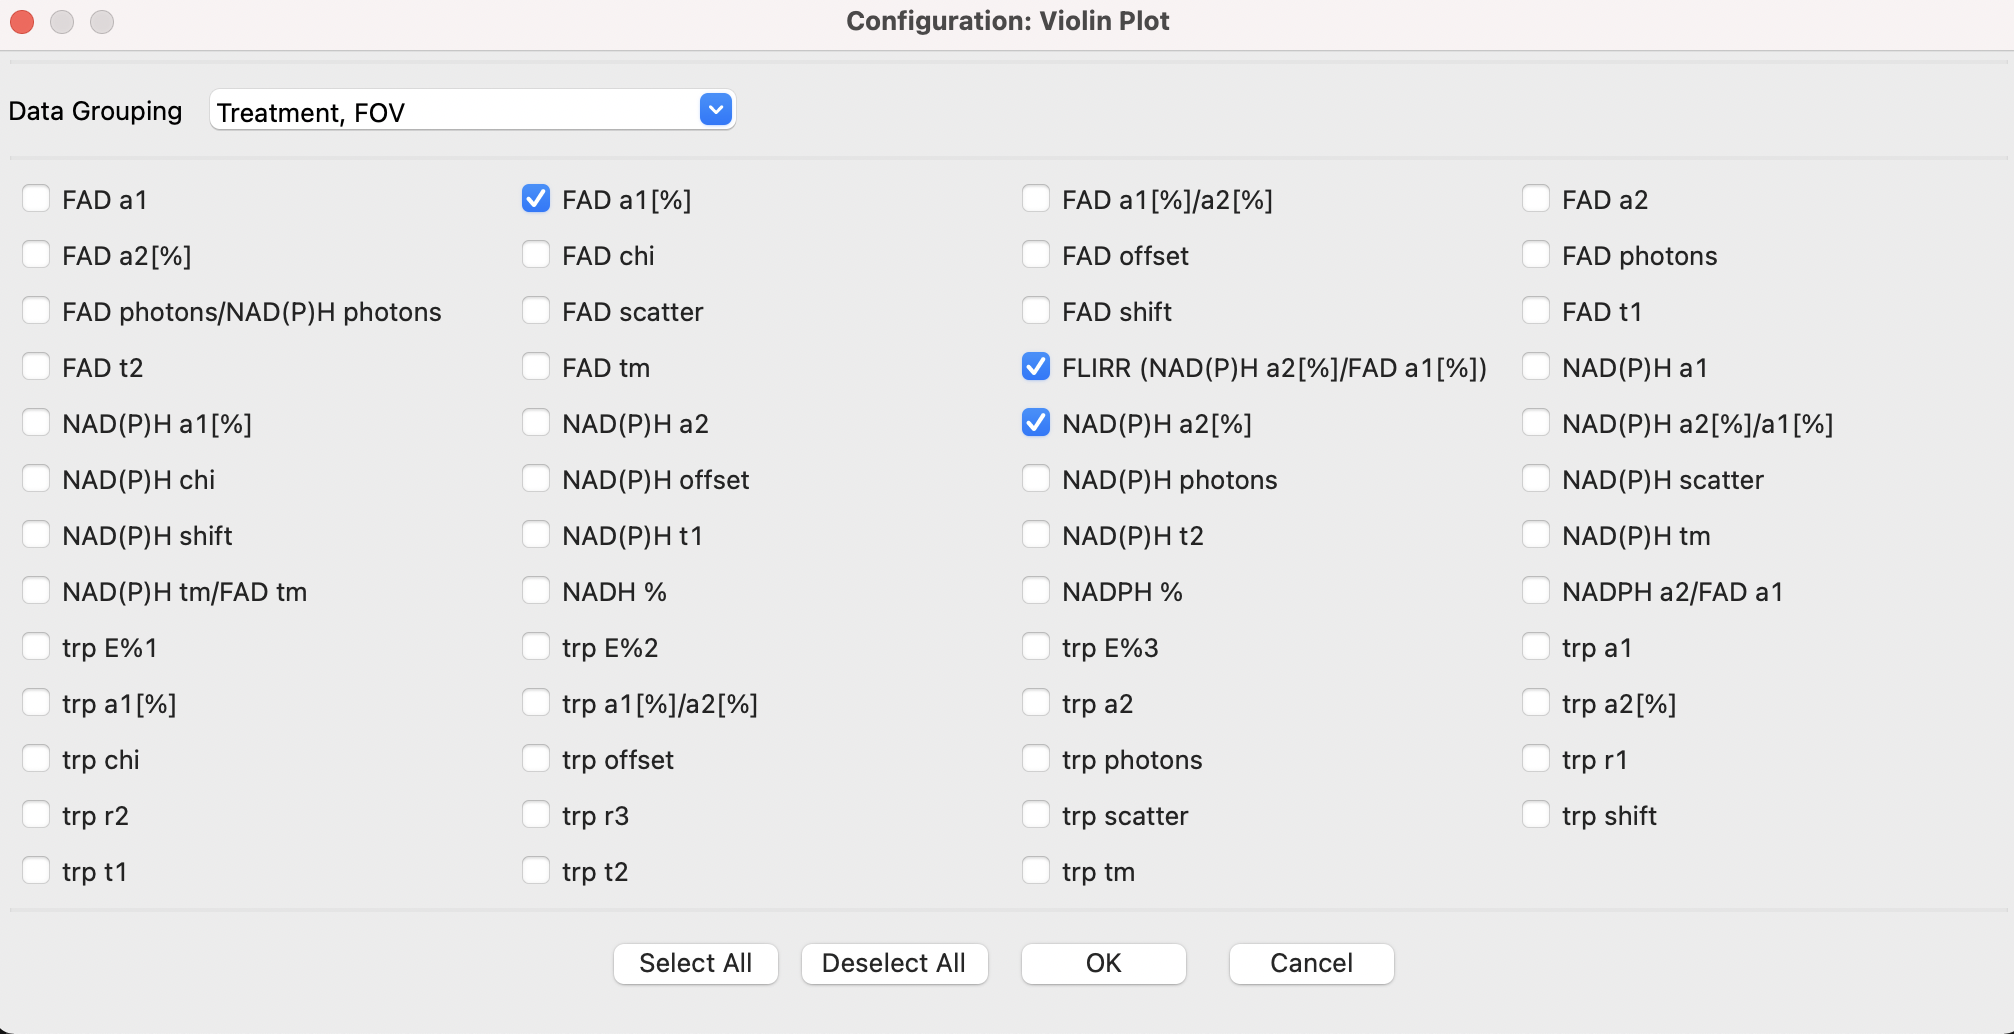 Configuration: Violin Plot
Data Grouping Treatment, FOV
FAD a1 FAD a1[%] FAD a1[%]/a2[%] FAD a2
FAD a2[%] FAD chi FAD offset FAD photons
FAD photons/NAD(P)H photons FAD scatter FAD shift FAD t1
FAD t2 FAD tm FLIRR (NAD(P)H a2[%]/FAD a1[%]) NAD(P)H a1
NAD(P)H a1[%] NAD(P)H a2 NAD(P)H a2[%] NAD(P)H a2[%]/a1[%]
NAD(P)H chi NAD(P)H offset NAD(P)H photons NAD(P)H scatter
NAD(P)H shift NAD(P)H t1 NAD(P)H t2 NAD(P)H tm
NAD(P)H tm/FAD tm NADH % NADPH % NADPH a2/FAD a1
trp E%1 trp E%2 trp E%3 trp a1
trp a1[%] trp a1[%]/a2[%] trp a2 trp a2[%]
trp chi trp offset trp photons trp r1
trp r2 trp r3 trp scatter trp shift
trp t1 trp t2 trp tm
Select All Deselect All OK Cancel